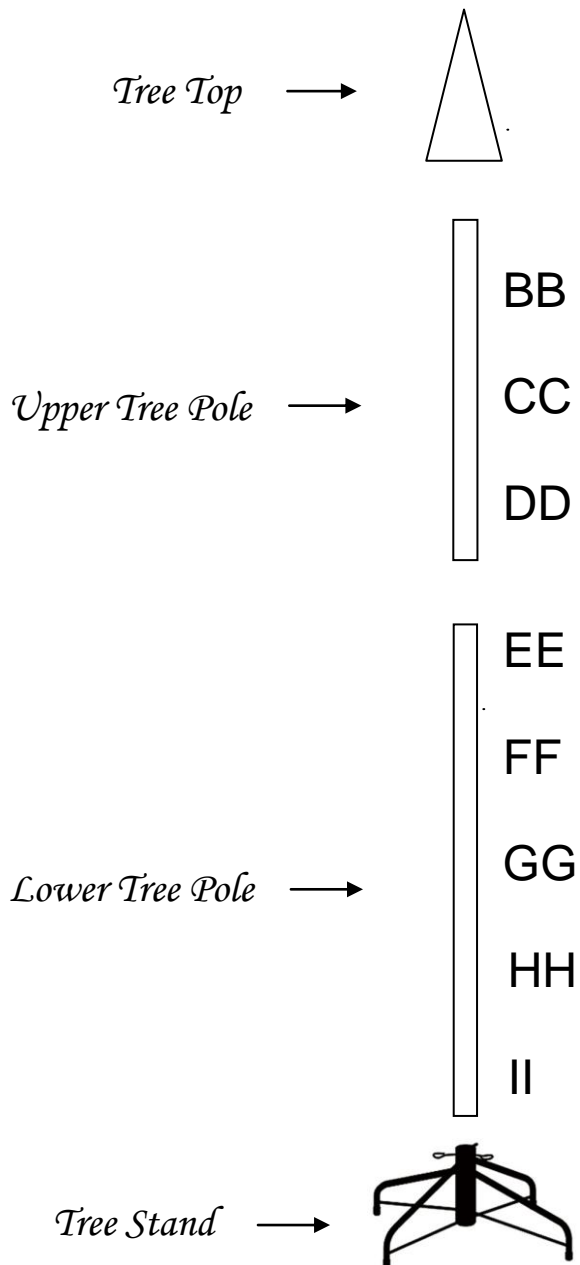 Tree Top
BB
Upper Tree Pole
CC
DD
EE
FF
Lower Tree Pole
GG
HH
II
Tree Stand